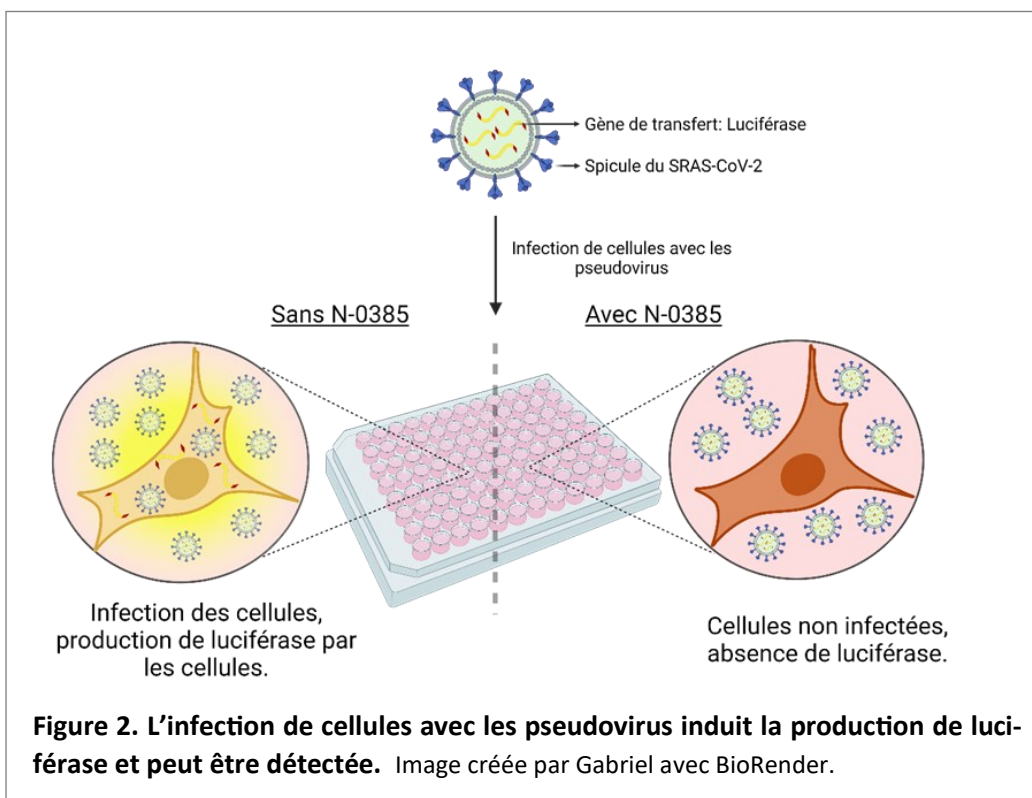 Gène de transfert: Luciférase
Spicule du SRAS-CoV-2
Infection de cellules avec les
pseudovirus
Sans N-0385
Avec N-0385
Infection des cellules,
production de luciférase par
les cellules.
Cellules non infectées,
absence de luciférase.
Figure 2. L'infection de cellules avec les pseudovirus induit la production de luci-
férase et peut être détectée. Image créée par Gabriel avec BioRender.